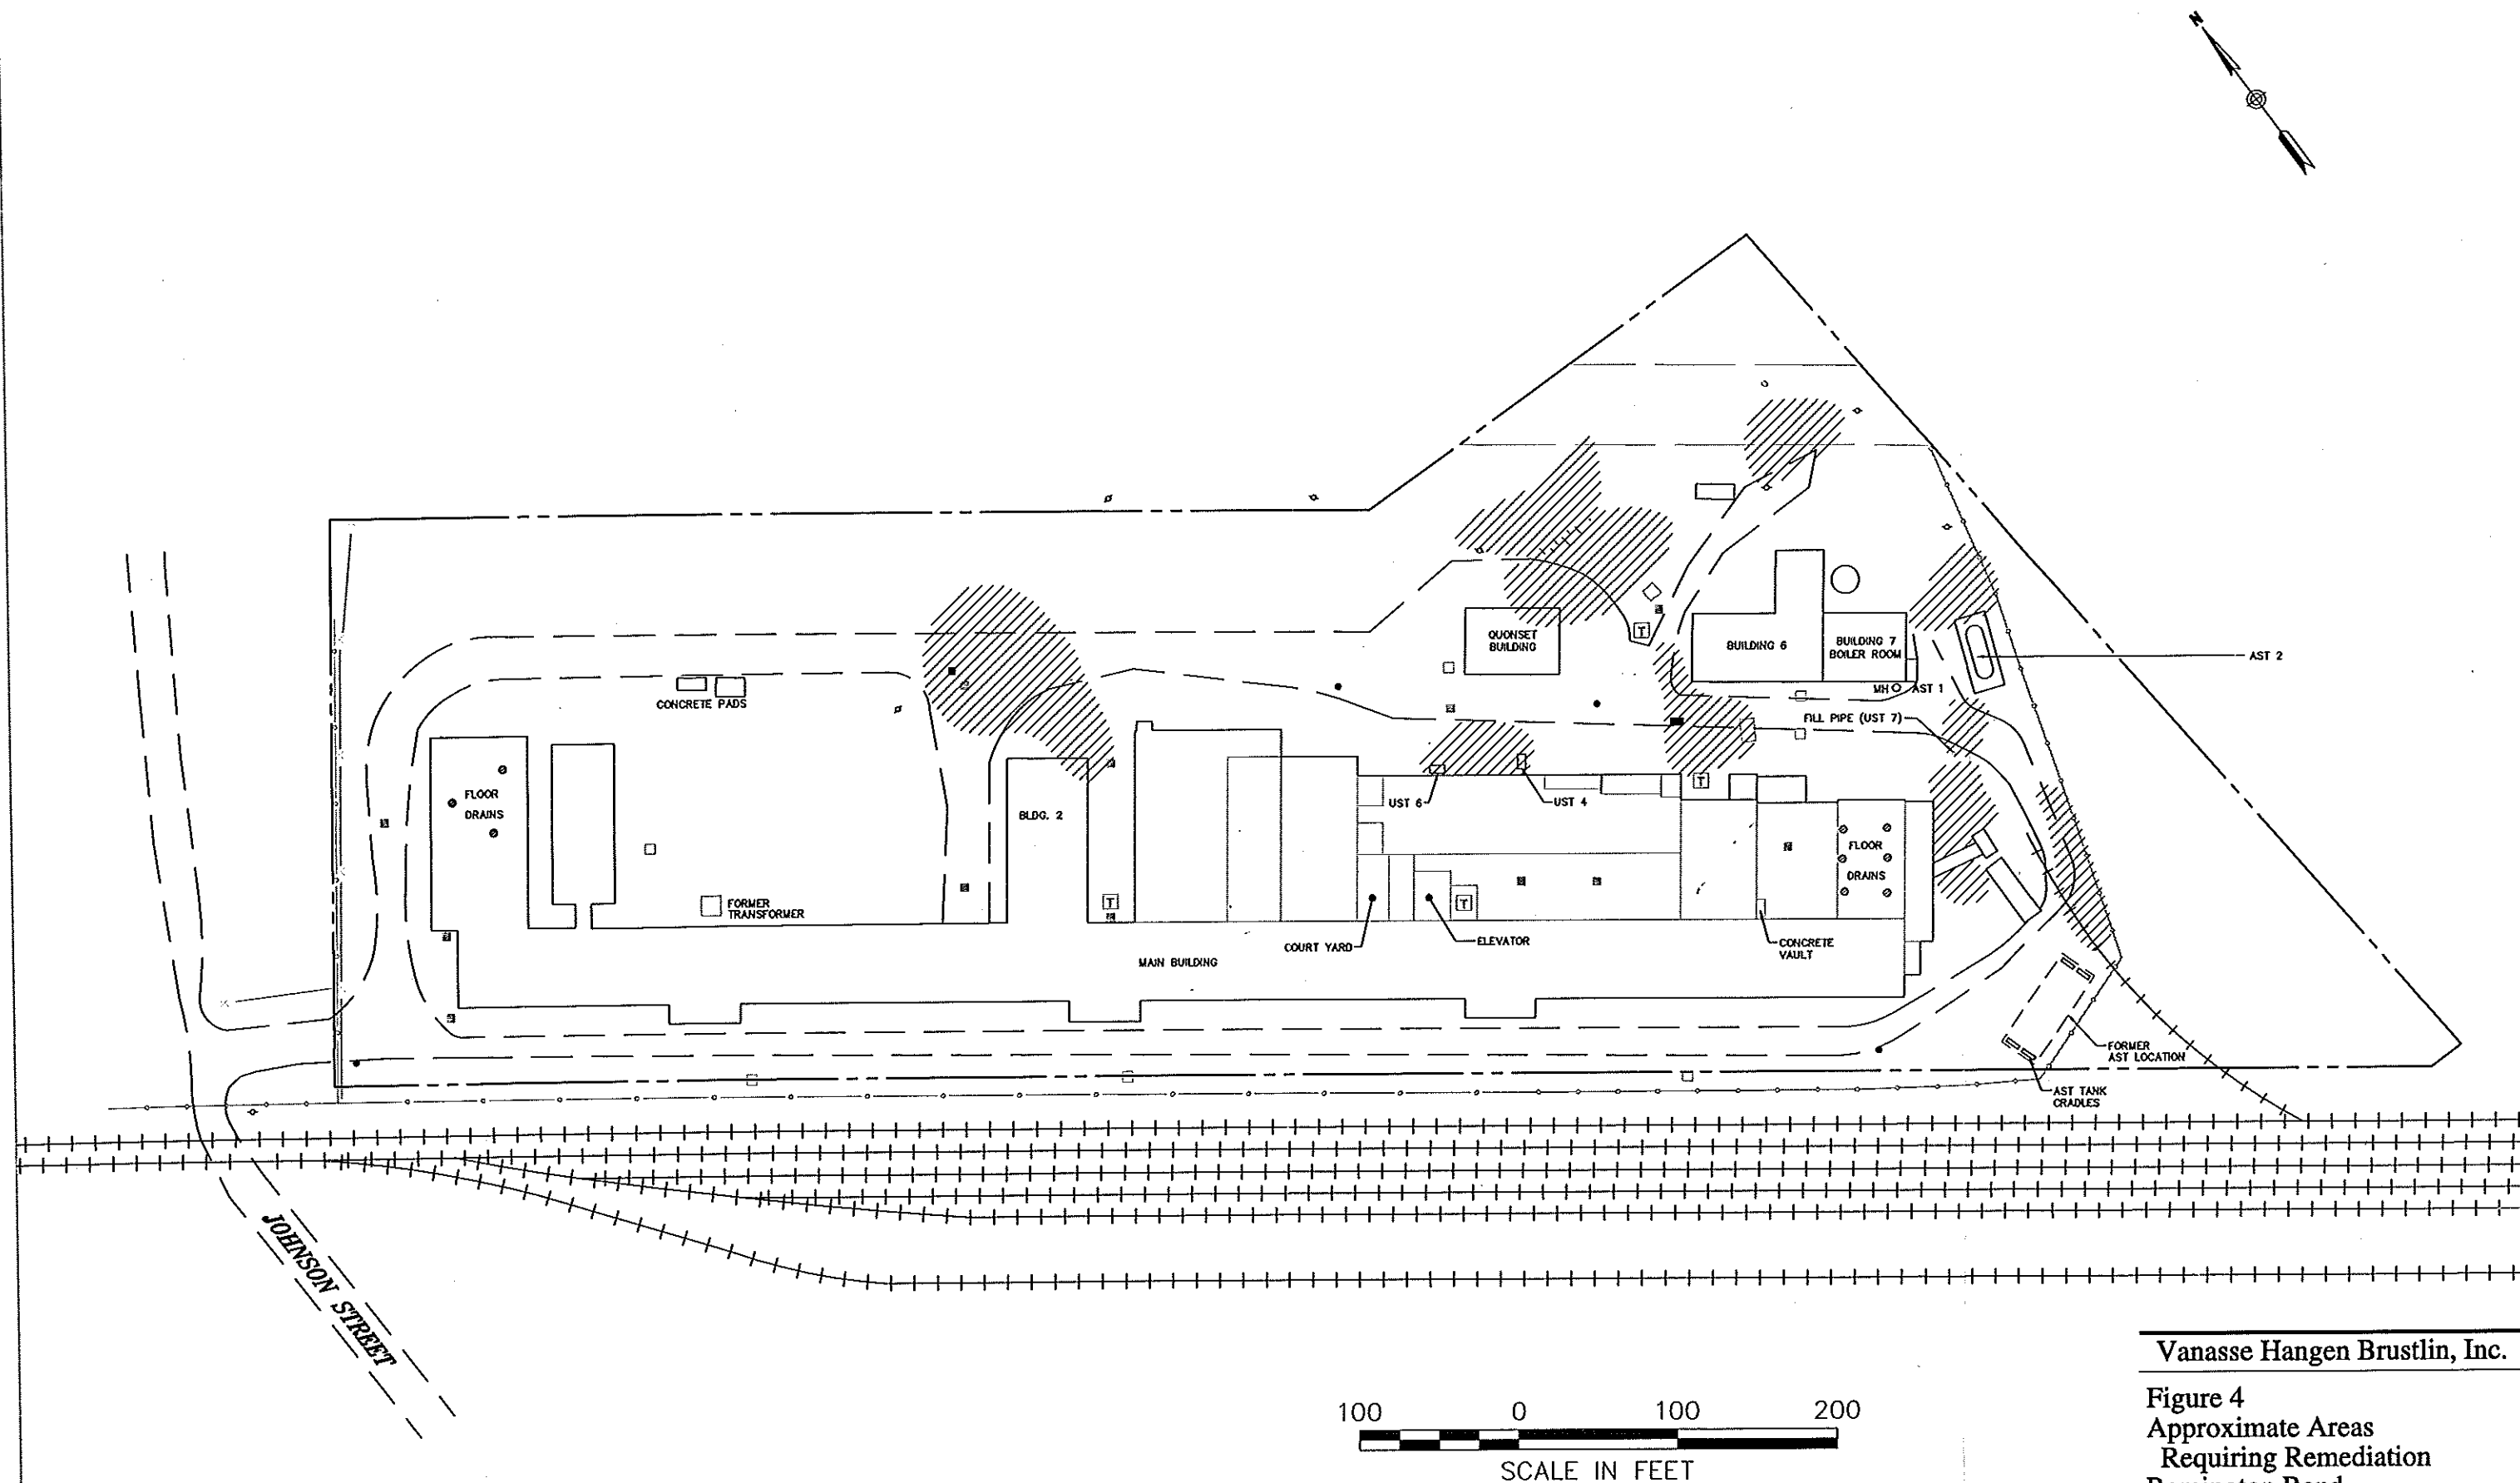 N
QUONSET
BUILDING
T
BUILDING 6
BUILDING 7
BOILER ROOM
AST 2
MH
AST 1
CONCRETE PADS
FILL PIPE (UST 7)
T
FLOOR
DRAINS
UST 6
UST 4
BLDG. 2
FLOOR
DRAINS
FORMER
TRANSFORMER
T
T
COURT YARD
ELEVATOR
CONCRETE
VAULT
MAIN BUILDING
FORMER
AST LOCATION
AST TANK
CRADLES
JOHNSON STREET
Vanasse Hangen Brustlin, Inc.
Figure 4
Approximate Areas
Requiring Remediation
100 0 100 200
SCALE IN FEET